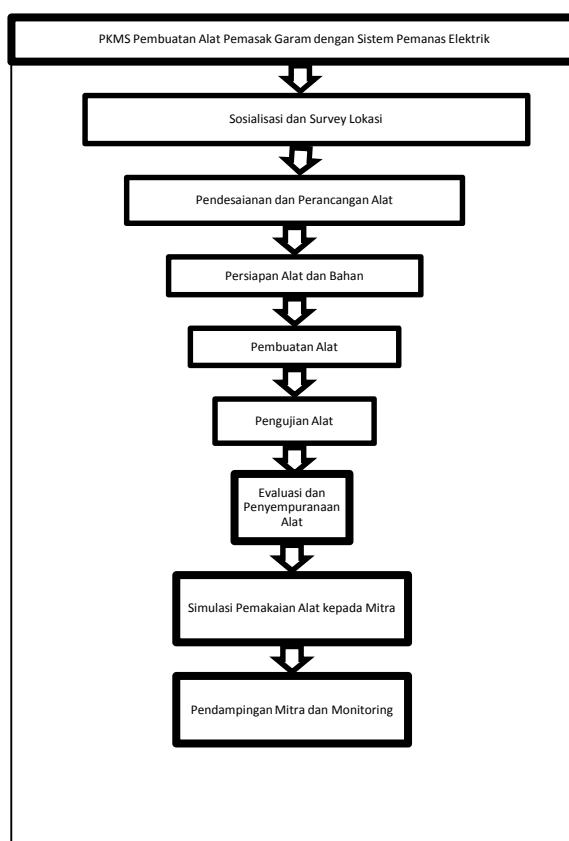 PKMS Pembuatan Alat Pemasak Garam dengan Sistem Pemanas Elektrik
Sosialisasi dan Survey Lokasi
Pendesaianan dan Perancangan Alat
Persiapan Alat dan Bahan
Pembuatan Alat
Pengujian Alat
Evaluasi dan
Penyempuranaan
Alat
Simulasi Pemakaian Alat kepada Mitra
Pendampingan Mitra dan Monitoring